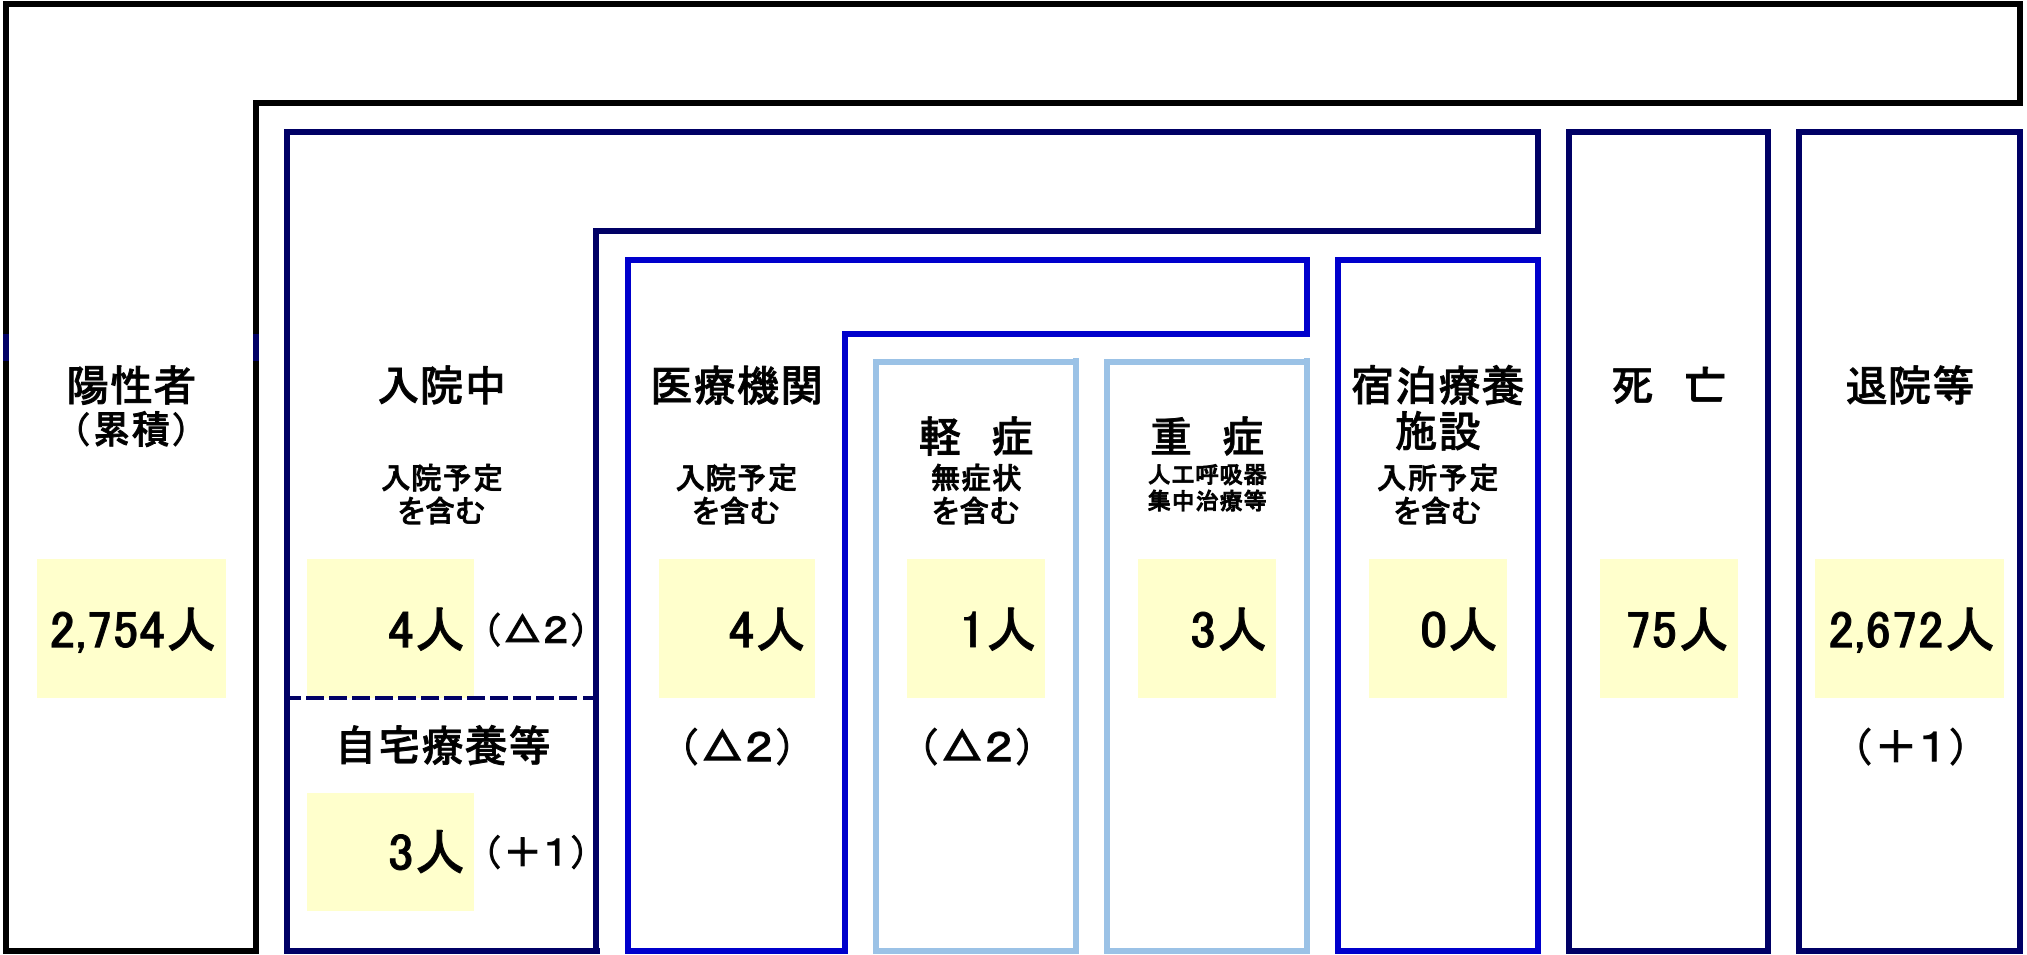 陽性者
（累積）
2,754人
入院中
入院予定
を含む
4人（△2）
自宅療養等
3人（＋1）
医療機関
入院予定
を含む
4人
（△2）
軽　症
無症状
を含む
1人
（△2）
重　症
人工呼吸器
集中治療等
3人
宿泊療養
施設
入所予定
を含む
0人
死　亡
75人
退院等
2,672人
（＋1）